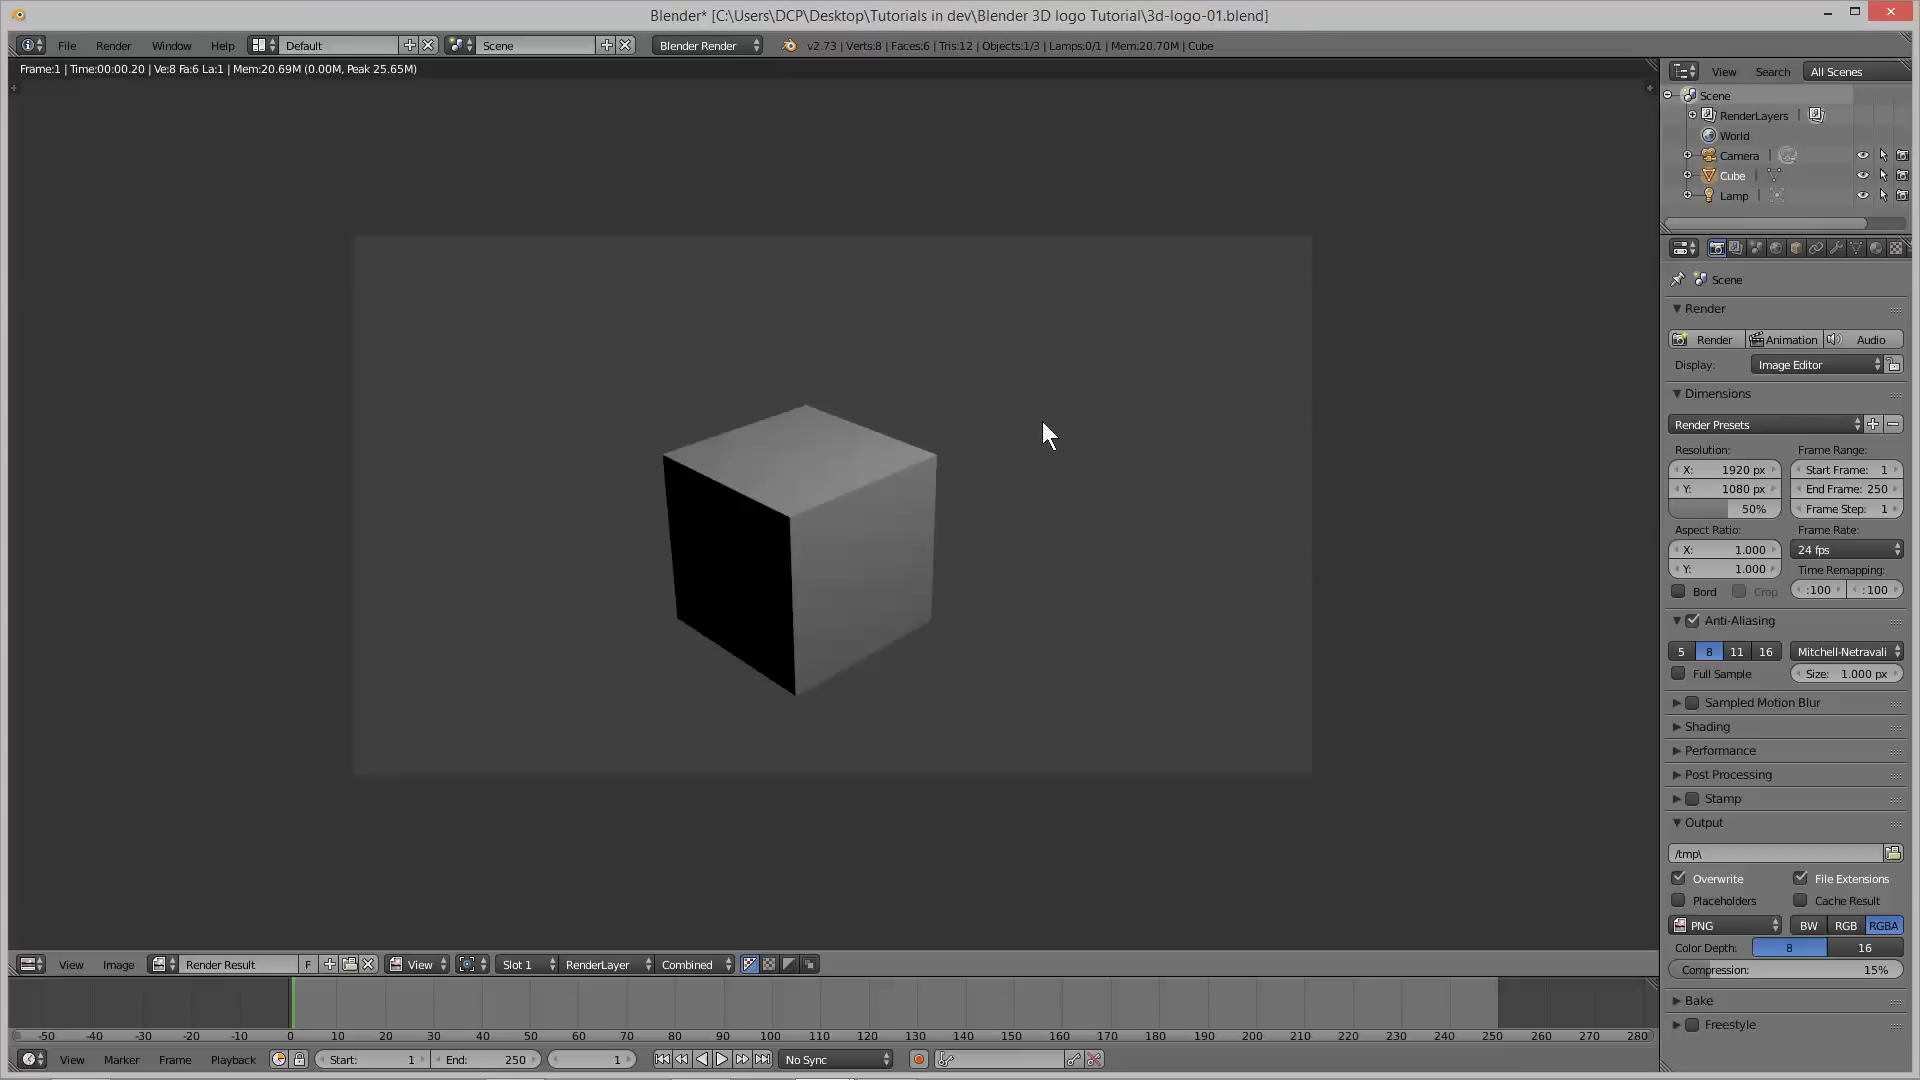 Blender* [C:\Users\DCP\Desktop\Tutorials in dev\Blender 3D logo Tutorial\3d-logo-01.blend]
File Render Window Help Default Scene Blender Render v2.73 | Verts:8 | Faces:6 | Tris:12 | Objects:1/3 | Lamps:0/1 | Mem:20.70M | Cube
Frame:1 | Time:00:00.20 | Ve:8 Fa:6 La:1 | Mem:20.69M (0.00M, Peak 25.65M)
View Search All Scenes
Scene
RenderLayers |
World
Camera |
Cube |
Lamp |
Scene
Render
Render Animation Audio
Display: Image Editor
Dimensions
Render Presets
Resolution: Frame Range:
X: 1920 px Start Frame: 1
Y: 1080 px End Frame: 250
50% Frame Step: 1
Aspect Ratio: Frame Rate:
X: 1.000 24 fps
Y: 1.000 Time Remapping:
Bord Crop :100 :100
Anti-Aliasing
5 8 11 16 Mitchell-Netravali
Full Sample Size: 1.000 px
Sampled Motion Blur
Shading
Performance
Post Processing
Stamp
Output
/tmp\
Overwrite File Extensions
Placeholders Cache Result
PNG BW RGB RGBA
Color Depth: 8 16
Compression: 15%
Bake
Freestyle
View Image Render Result F View Slot 1 RenderLayer Combined
-50 -40 -30 -20 -10 0 10 20 30 40 50 60 70 80 90 100 110 120 130 140 150 160 170 180 190 200 210 220 230 240 250 260 270 280
View Marker Frame Playback Start: 1 End: 250 1 No Sync